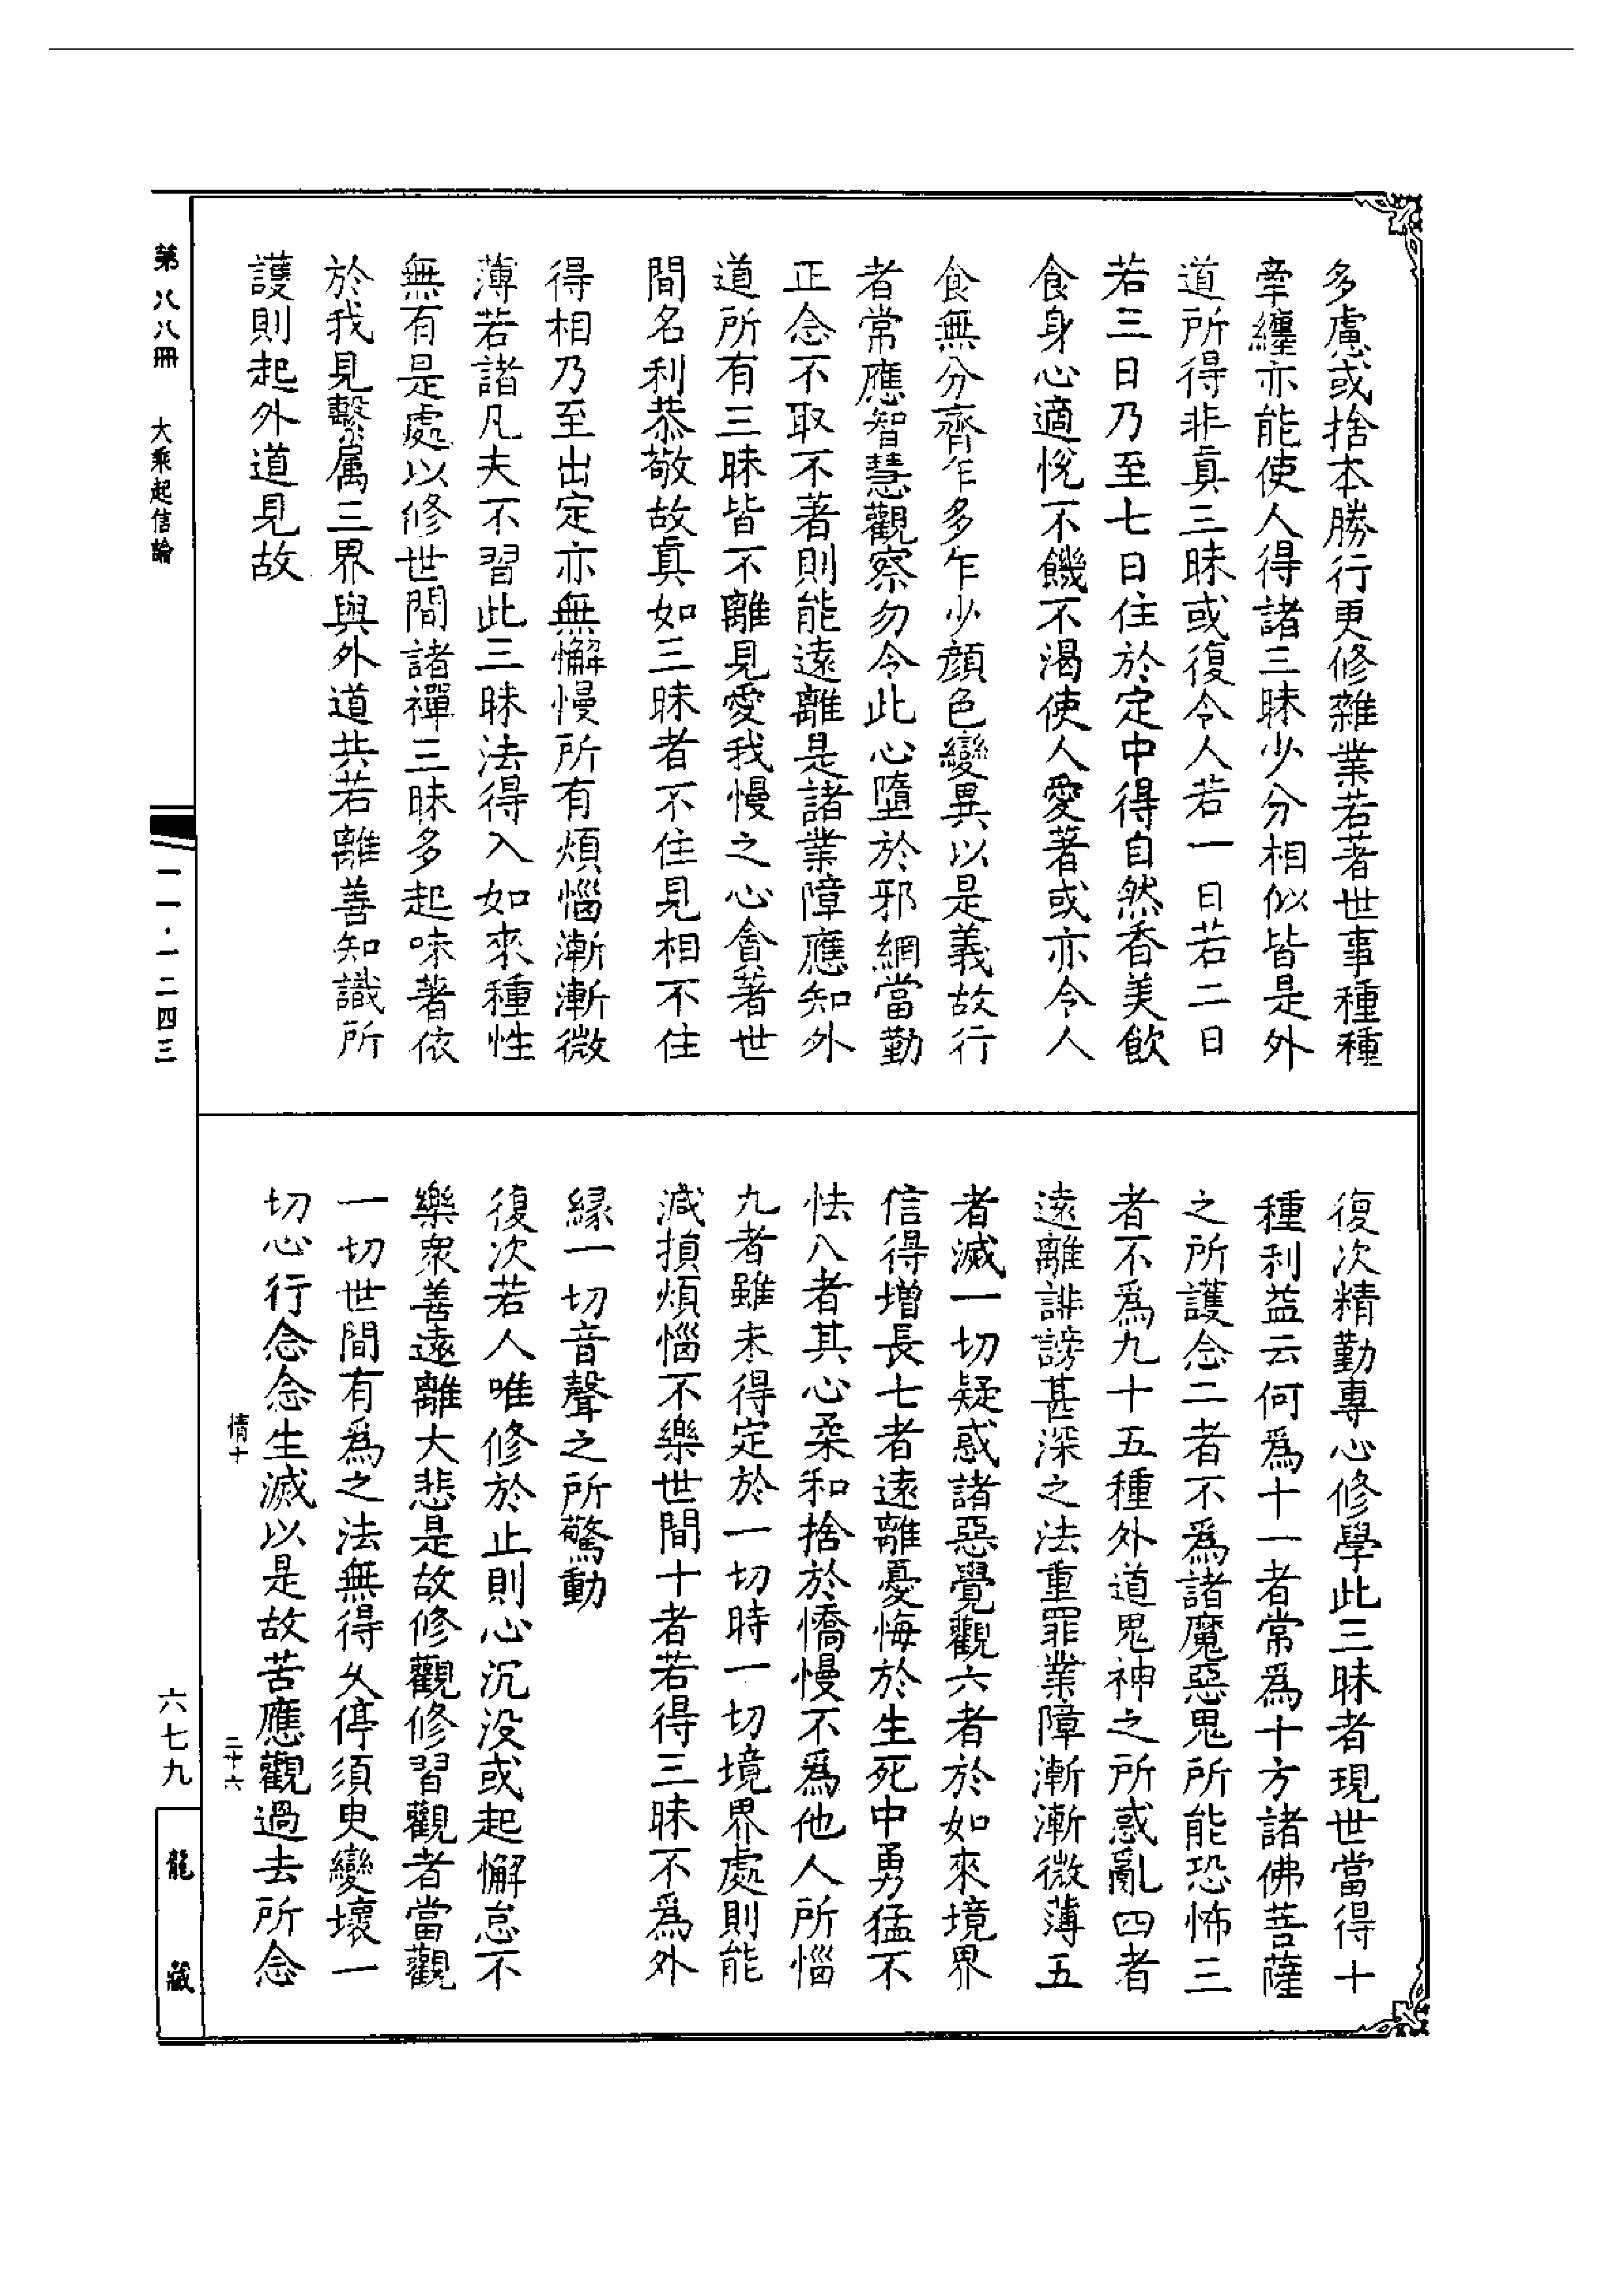 多慮或捨本勝行更修雜業若著世事種種
牽纏亦能使人得諸三昧少分相似皆是外
道所得非真三昧或復令人若一日若二日
若三日乃至七日住於定中得自然香美飲
食身心適悅不饑不渴使人愛著或亦令人
食無分齊乍多乍少顏色變異以是義故行
者常應智慧觀察勿令此心墮於邪網當勤
正念不取不著則能遠離是諸業障應知外
道所有三昧皆不離見愛我慢之心貪著世
間名利恭敬故真如三昧者不住見相不住
得相乃至出定亦無懈慢所有煩惱漸漸微
薄若諸凡夫不習此三昧法得入如來種性
無有是處以修世間諸禪三昧多起味著依
於我見繫屬三界與外道共若離善知識所
護則起外道見故
復次精勤專心修學此三昧者現世當得十
種利益云何為十一者常為十方諸佛菩薩
之所護念二者不為諸魔惡鬼所能恐怖三
者不為九十五種外道鬼神之所惑亂四者
遠離誹謗甚深之法重罪業障漸漸微薄五
者滅一切疑惑諸惡覺觀六者於如來境界
信得增長七者遠離憂悔於生死中勇猛不
怯八者其心柔和捨於憍慢不為他人所惱
九者雖未得定於一切時一切境界處則能
減損煩惱不樂世間十者若得三昧不為外
緣一切音聲之所驚動
復次若人唯修於止則心沉沒或起懈怠不
樂眾善遠離大悲是故修觀修習觀者當觀
一切世間有為之法無得久停須臾變壞一
切心行念念生滅以是故苦應觀過去所念
情十
二十六
第八八冊
大乘起信論
一一·一二四三
六七九
龍藏